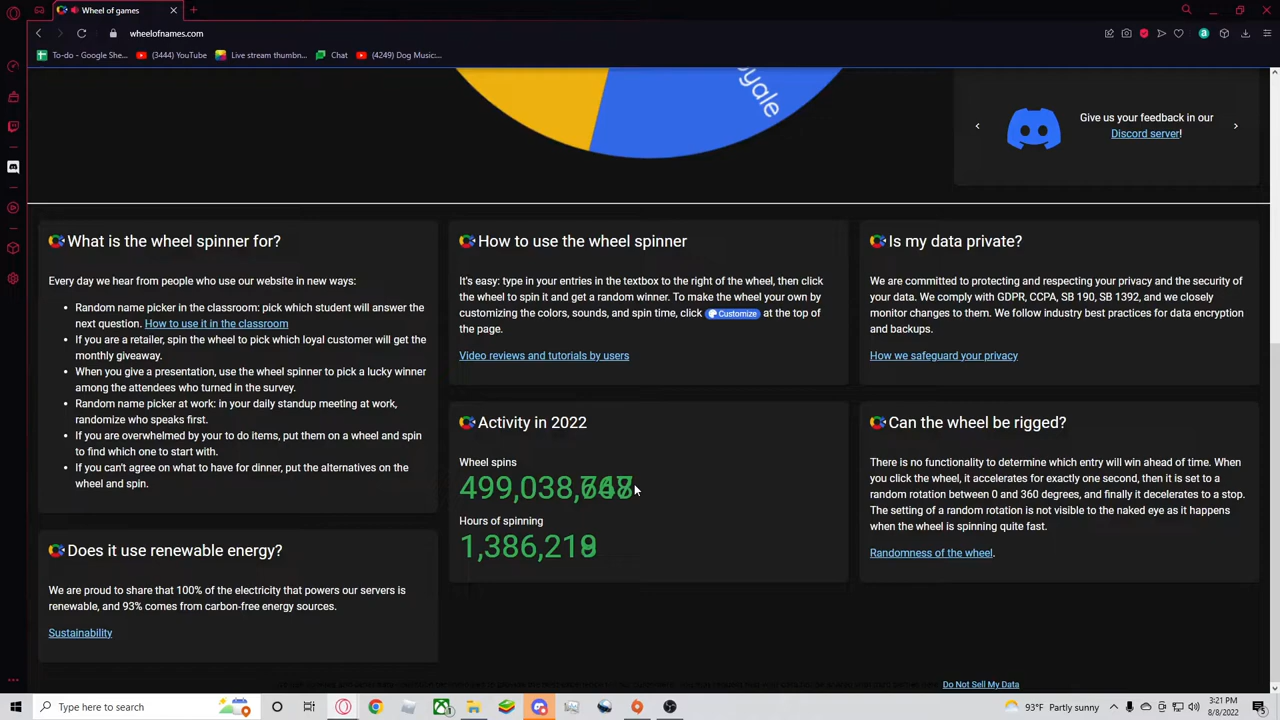 Wheel of games
wheelofnames.com
To-do - Google She...
(3444) YouTube
Live stream thumbn...
Chat
(4249) Dog Music:...
oyale
Give us your feedback in our
Discord server!
What is the wheel spinner for?
Every day we hear from people who use our website in new ways:
Random name picker in the classroom: pick which student will answer the
next question. How to use it in the classroom
If you are a retailer, spin the wheel to pick which loyal customer will get the
monthly giveaway.
When you give a presentation, use the wheel spinner to pick a lucky winner
among the attendees who turned in the survey.
Random name picker at work: in your daily standup meeting at work,
randomize who speaks first.
If you are overwhelmed by your to do items, put them on a wheel and spin
to find which one to start with.
If you can't agree on what to have for dinner, put the alternatives on the
wheel and spin.
Does it use renewable energy?
We are proud to share that 100% of the electricity that powers our servers is
renewable, and 93% comes from carbon-free energy sources.
Sustainability
How to use the wheel spinner
It's easy: type in your entries in the textbox to the right of the wheel, then click
the wheel to spin it and get a random winner. To make the wheel your own by
customizing the colors, sounds, and spin time, click Customize at the top of
the page.
Video reviews and tutorials by users
Activity in 2022
Wheel spins
499,038,
Hours of spinning
Is my data private?
We are committed to protecting and respecting your privacy and the security of
your data. We comply with GDPR, CCPA, SB 190, SB 1392, and we closely
monitor changes to them. We follow industry best practices for data encryption
and backups.
How we safeguard your privacy
Can the wheel be rigged?
There is no functionality to determine which entry will win ahead of time. When
you click the wheel, it accelerates for exactly one second, then it is set to a
random rotation between 0 and 360 degrees, and finally it decelerates to a stop.
The setting of a random rotation is not visible to the naked eye as it happens
when the wheel is spinning quite fast.
Randomness of the wheel.
Do Not Sell My Data
Type here to search
93°F Partly sunny
3:21 PM
8/8/2022
5